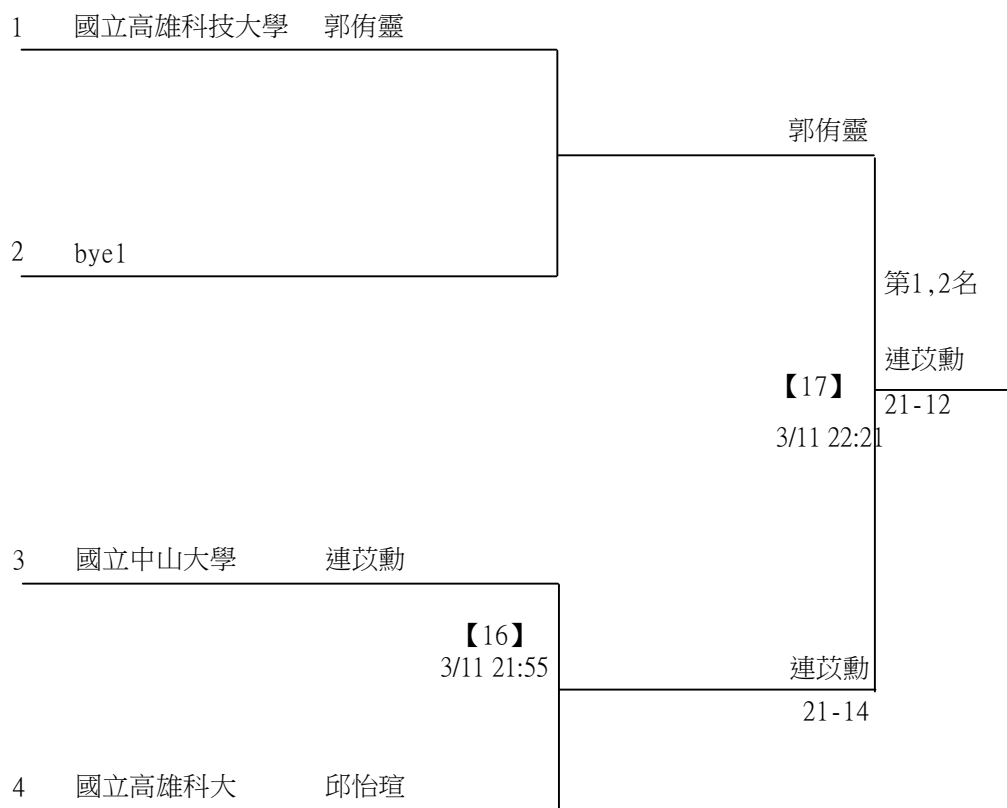 1 國立高雄科技大學 郭侑靈
郭侑靈
2 bye1
第1,2名
連苡勳
【17】
21-12
3/11 22:21
3 國立中山大學 連苡勳
【16】
3/11 21:55
連苡勳
21-14
4 國立高雄科大 邱怡瑄